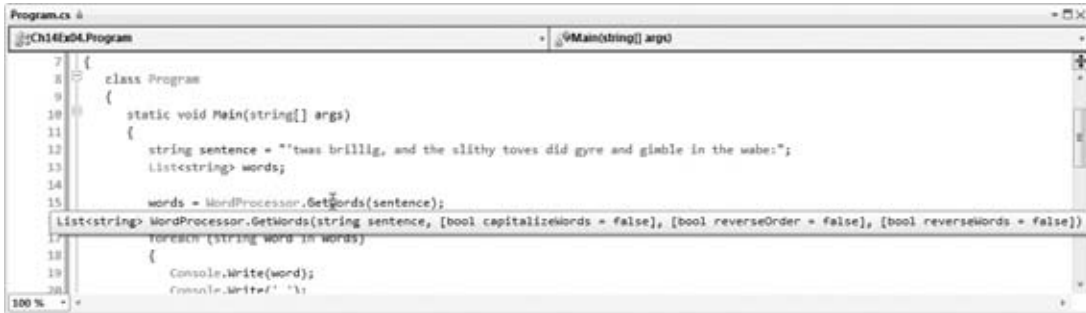 Program.cs
Ch14Ex04.Program
Main(string[] args)
7 {
8 class Program
9 {
10 static void Main(string[] args)
11 {
12 string sentence = "'twas brillig, and the slithy toves did gyre and gimble in the wabe:";
13 List<string> words;
14
15 words = WordProcessor.GetWords(sentence);
List<string> WordProcessor.GetWords(string sentence, [bool capitalizeWords = false], [bool reverseOrder = false], [bool reverseWords = false])
17 foreach (string word in words)
18 {
19 Console.Write(word);
20 Console.Write(' ');
100 %